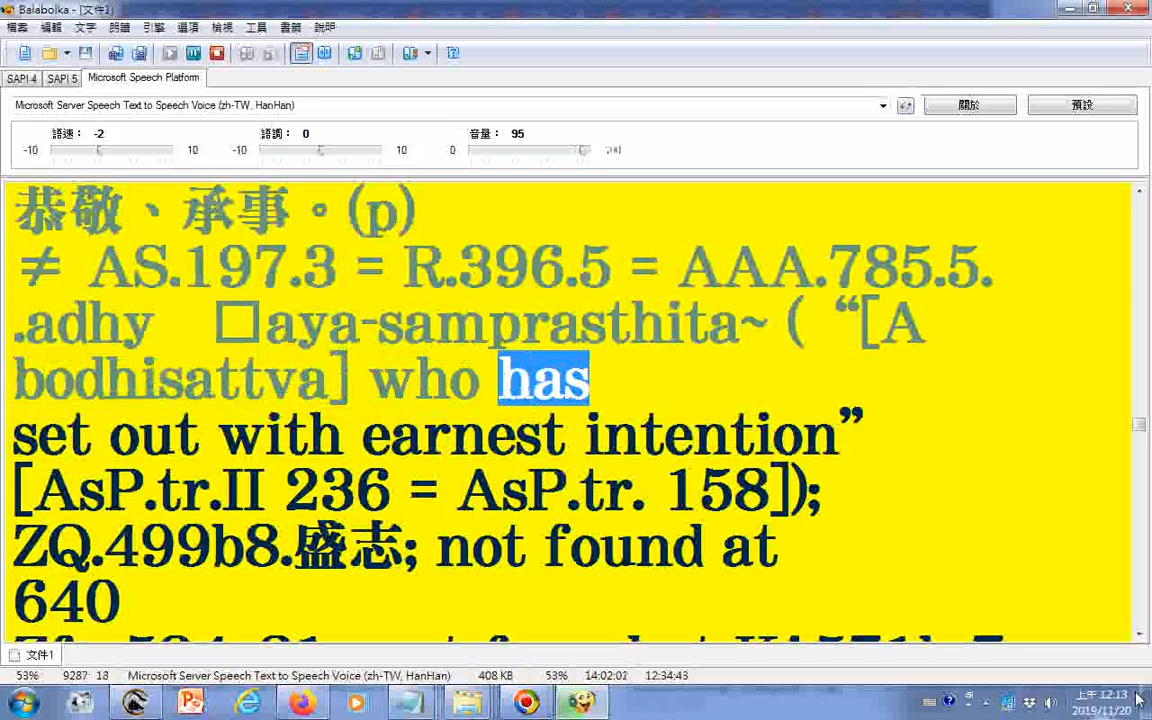 Balabolka - [文件1]
檔案 編輯 文字 朗讀 引擎 選項 檢視 工具 書籤 說明
SAPI 4 SAPI 5 Microsoft Speech Platform
Microsoft Server Speech Text to Speech Voice (zh-TW, HanHan) 關於 預設
語速： -2 語調： 0 音量： 95
-10 10 -10 10 0
恭敬、承事。(p)
≠ AS.197.3 = R.396.5 = AAA.785.5.
.adhy □aya-samprasthita~ ( “[A
bodhisattva] who has
set out with earnest intention”
[AsP.tr.II 236 = AsP.tr. 158]);
ZQ.499b8.盛志; not found at
640
文件1
53% 9287 18 Microsoft Server Speech Text to Speech Voice (zh-TW, HanHan) 408 KB 53% 14:02:02 12:34:43
上午 12:13
2019/11/20